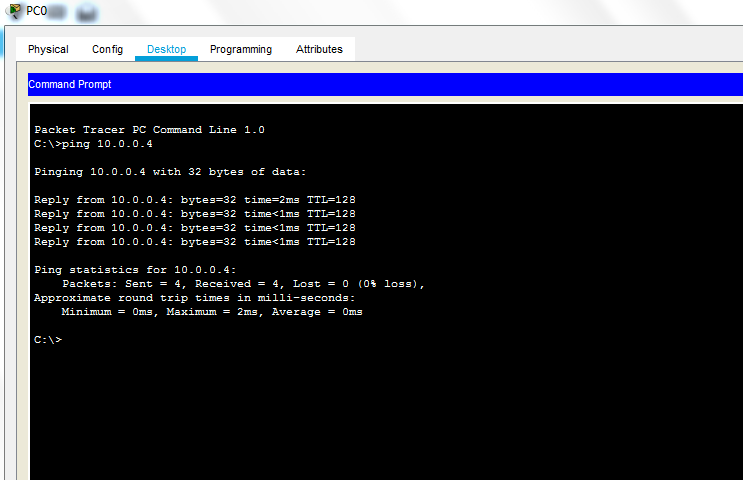 PC0
Physical Config Desktop Programming Attributes
Command Prompt
Packet Tracer PC Command Line 1.0
C:\>ping 10.0.0.4
Pinging 10.0.0.4 with 32 bytes of data:
Reply from 10.0.0.4: bytes=32 time=2ms TTL=128
Reply from 10.0.0.4: bytes=32 time<1ms TTL=128
Reply from 10.0.0.4: bytes=32 time<1ms TTL=128
Reply from 10.0.0.4: bytes=32 time<1ms TTL=128
Ping statistics for 10.0.0.4:
Packets: Sent = 4, Received = 4, Lost = 0 (0% loss),
Approximate round trip times in milli-seconds:
Minimum = 0ms, Maximum = 2ms, Average = 0ms
C:\>